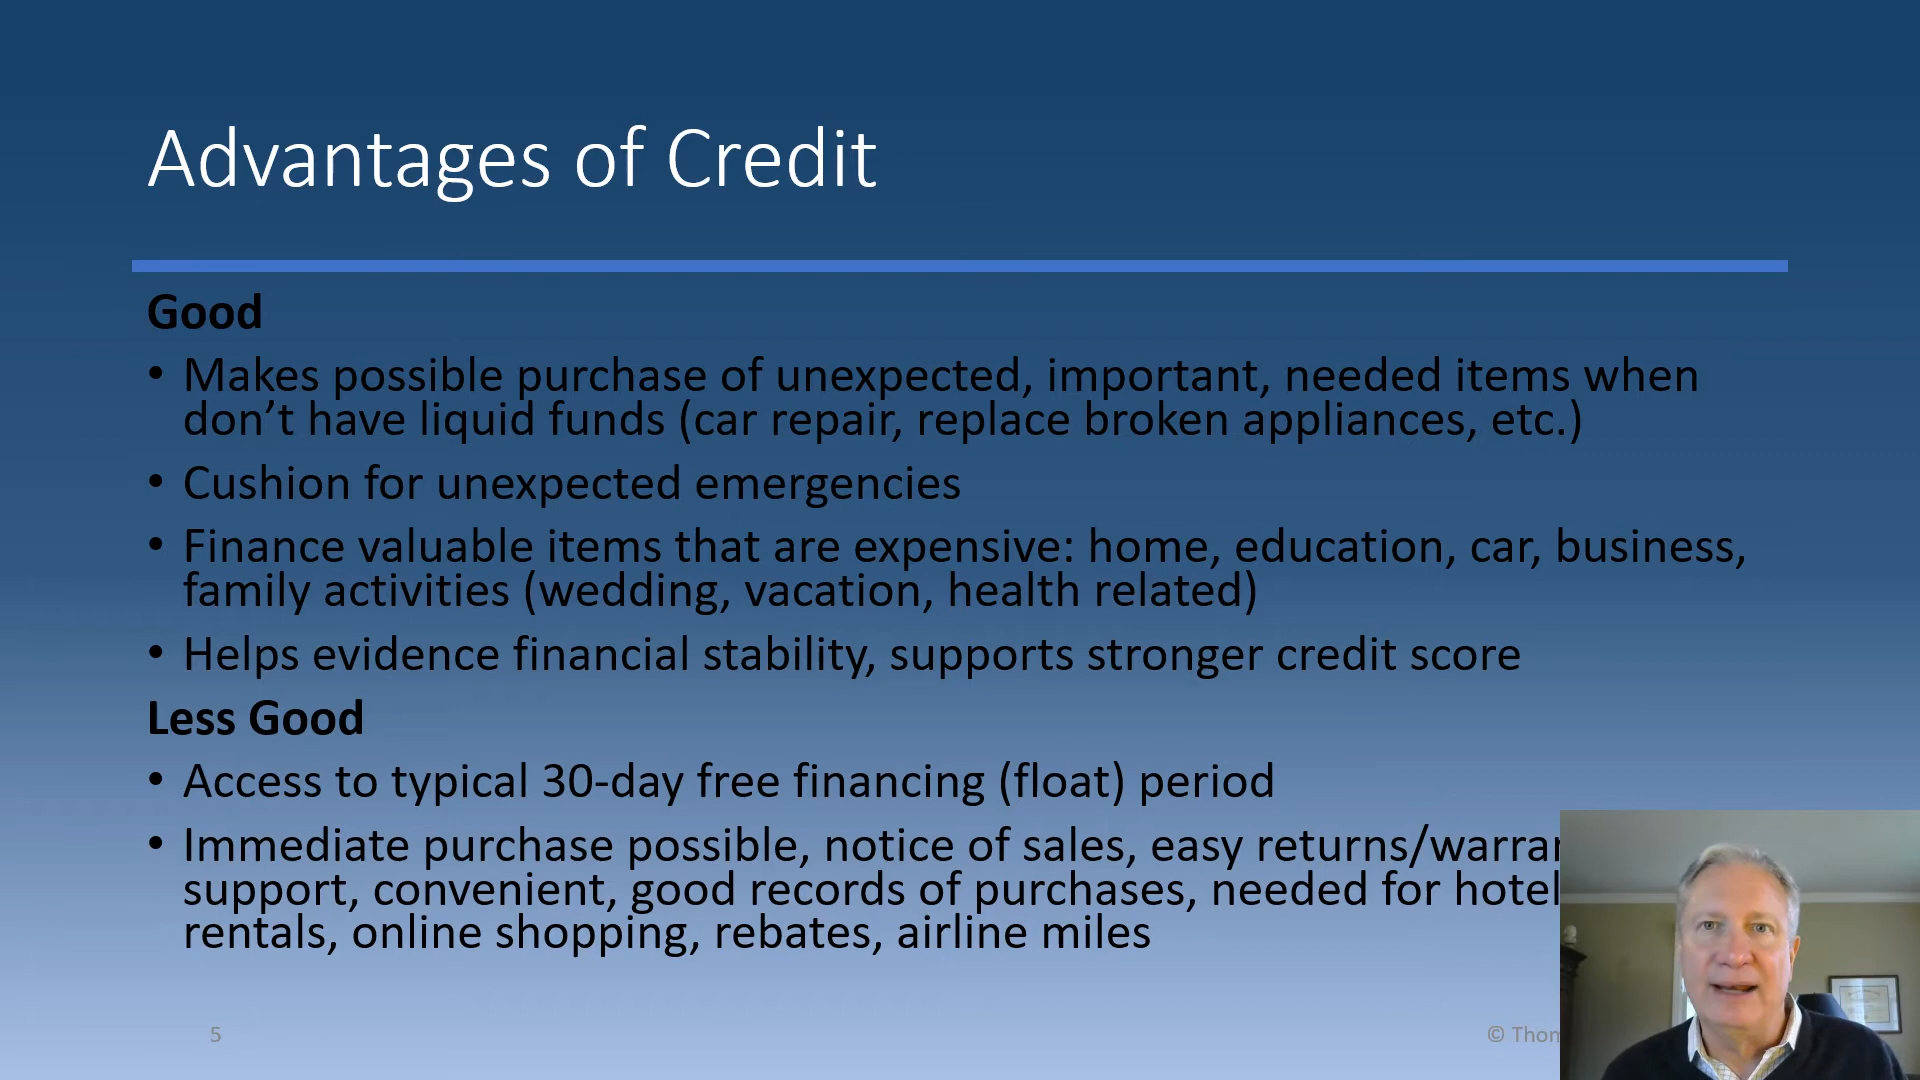 Advantages of Credit
Good
• Makes possible purchase of unexpected, important, needed items when
don’t have liquid funds (car repair, replace broken appliances, etc.)
• Cushion for unexpected emergencies
• Finance valuable items that are expensive: home, education, car, business,
family activities (wedding, vacation, health related)
• Helps evidence financial stability, supports stronger credit score
Less Good
• Access to typical 30-day free financing (float) period
• Immediate purchase possible, notice of sales, easy
support, convenient, good records of purchases, needed for hotel
rentals, online shopping, rebates, airline miles
5
©